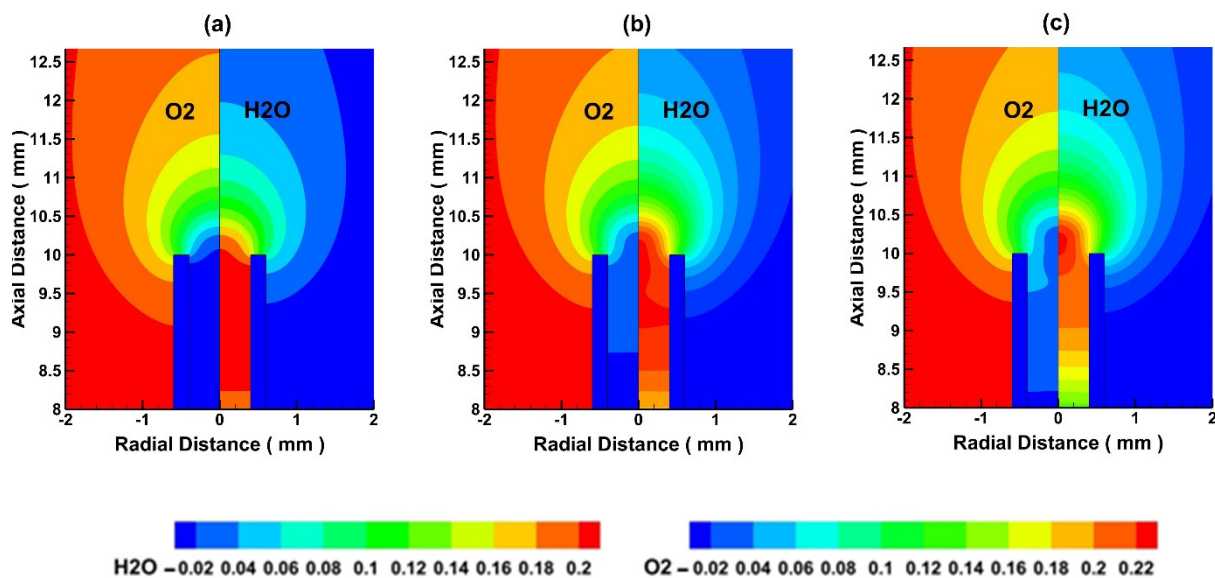 (a)
(b)
(c)
12.5
12
11.5
11
10.5
10
9.5
9
8.5
8
Axial Distance ( mm )
O2 H2O
-2 -1 0 1 2
Radial Distance ( mm )
12.5
12
11.5
11
10.5
10
9.5
9
8.5
8
Axial Distance ( mm )
O2 H2O
-2 -1 0 1 2
Radial Distance ( mm )
12.5
12
11.5
11
10.5
10
9.5
9
8.5
8
Axial Distance ( mm )
O2 H2O
-2 -1 0 1 2
Radial Distance ( mm )
H2O – 0.02 0.04 0.06 0.08 0.1 0.12 0.14 0.16 0.18 0.2
O2 – 0.02 0.04 0.06 0.08 0.1 0.12 0.14 0.16 0.18 0.2 0.22